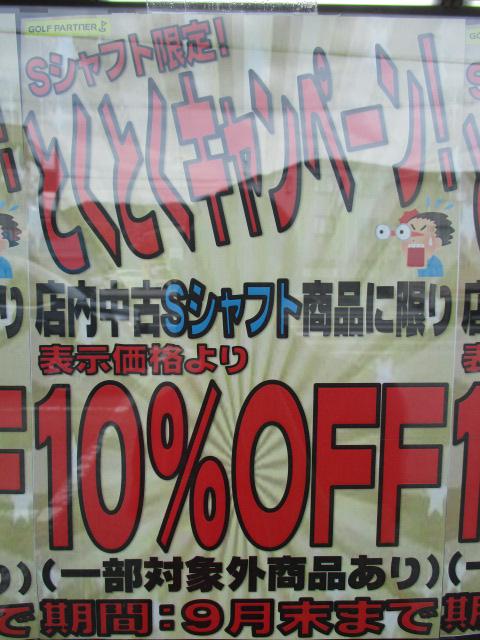 GOLF PARTNER
Sシャフト限定!
とくとくキャンペーン!
店内中古Sシャフト商品に限り
表示価格より
10%OFF
(一部対象外商品あり)
期間:9月末まで